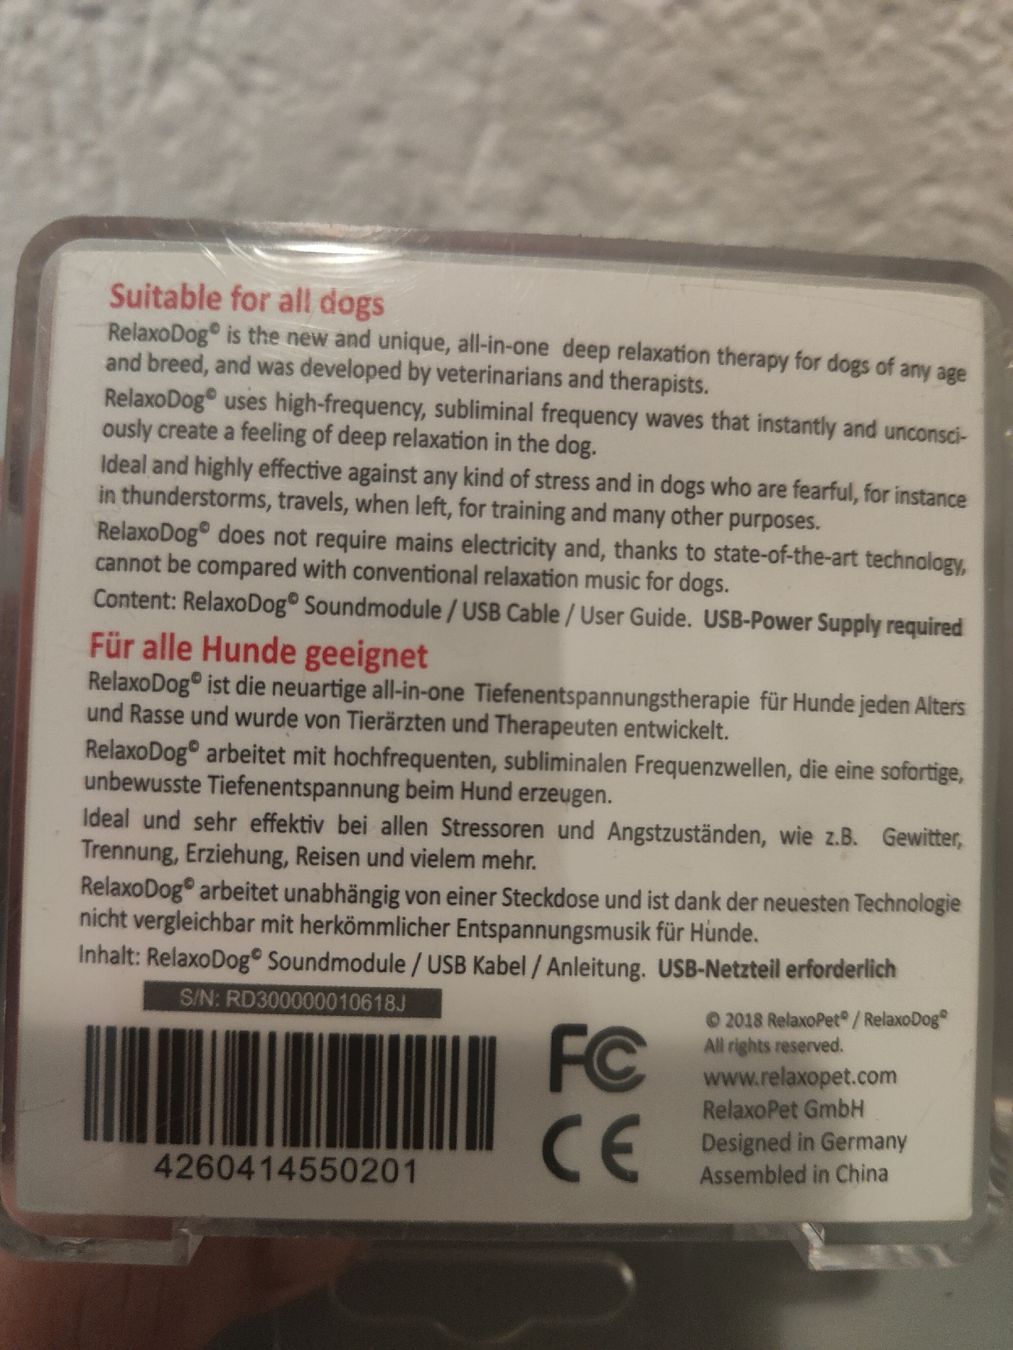 Suitable for all dogs
RelaxoDog© is the new and unique, all-in-one deep relaxation therapy for dogs of any age
and breed, and was developed by veterinarians and therapists.
RelaxoDog© uses high-frequency, subliminal frequency waves that instantly and unconsci-
ously create a feeling of deep relaxation in the dog.
Ideal and highly effective against any kind of stress and in dogs who are fearful, for instance
in thunderstorms, travels, when left, for training and many other purposes.
RelaxoDog© does not require mains electricity and, thanks to state-of-the-art technology,
cannot be compared with conventional relaxation music for dogs.
Content: RelaxoDog© Soundmodule / USB Cable / User Guide. USB-Power Supply required
Für alle Hunde geeignet
RelaxoDog© ist die neuartige all-in-one Tiefenentspannungstherapie für Hunde jeden Alters
und Rasse und wurde von Tierärzten und Therapeuten entwickelt.
RelaxoDog© arbeitet mit hochfrequenten, subliminalen Frequenzwellen, die eine sofortige,
unbewusste Tiefenentspannung beim Hund erzeugen.
Ideal und sehr effektiv bei allen Stressoren und Angstzuständen, wie z.B. Gewitter,
Trennung, Erziehung, Reisen und vielem mehr.
RelaxoDog© arbeitet unabhängig von einer Steckdose und ist dank der neuesten Technologie
nicht vergleichbar mit herkömmlicher Entspannungsmusik für Hunde.
Inhalt: RelaxoDog© Soundmodule / USB Kabel / Anleitung. USB-Netzteil erforderlich
S/N: RD300000010618J
4260414550201
FC
CE
© 2018 RelaxoPet© / RelaxoDog©
All rights reserved.
www.relaxopet.com
RelaxoPet GmbH
Designed in Germany
Assembled in China